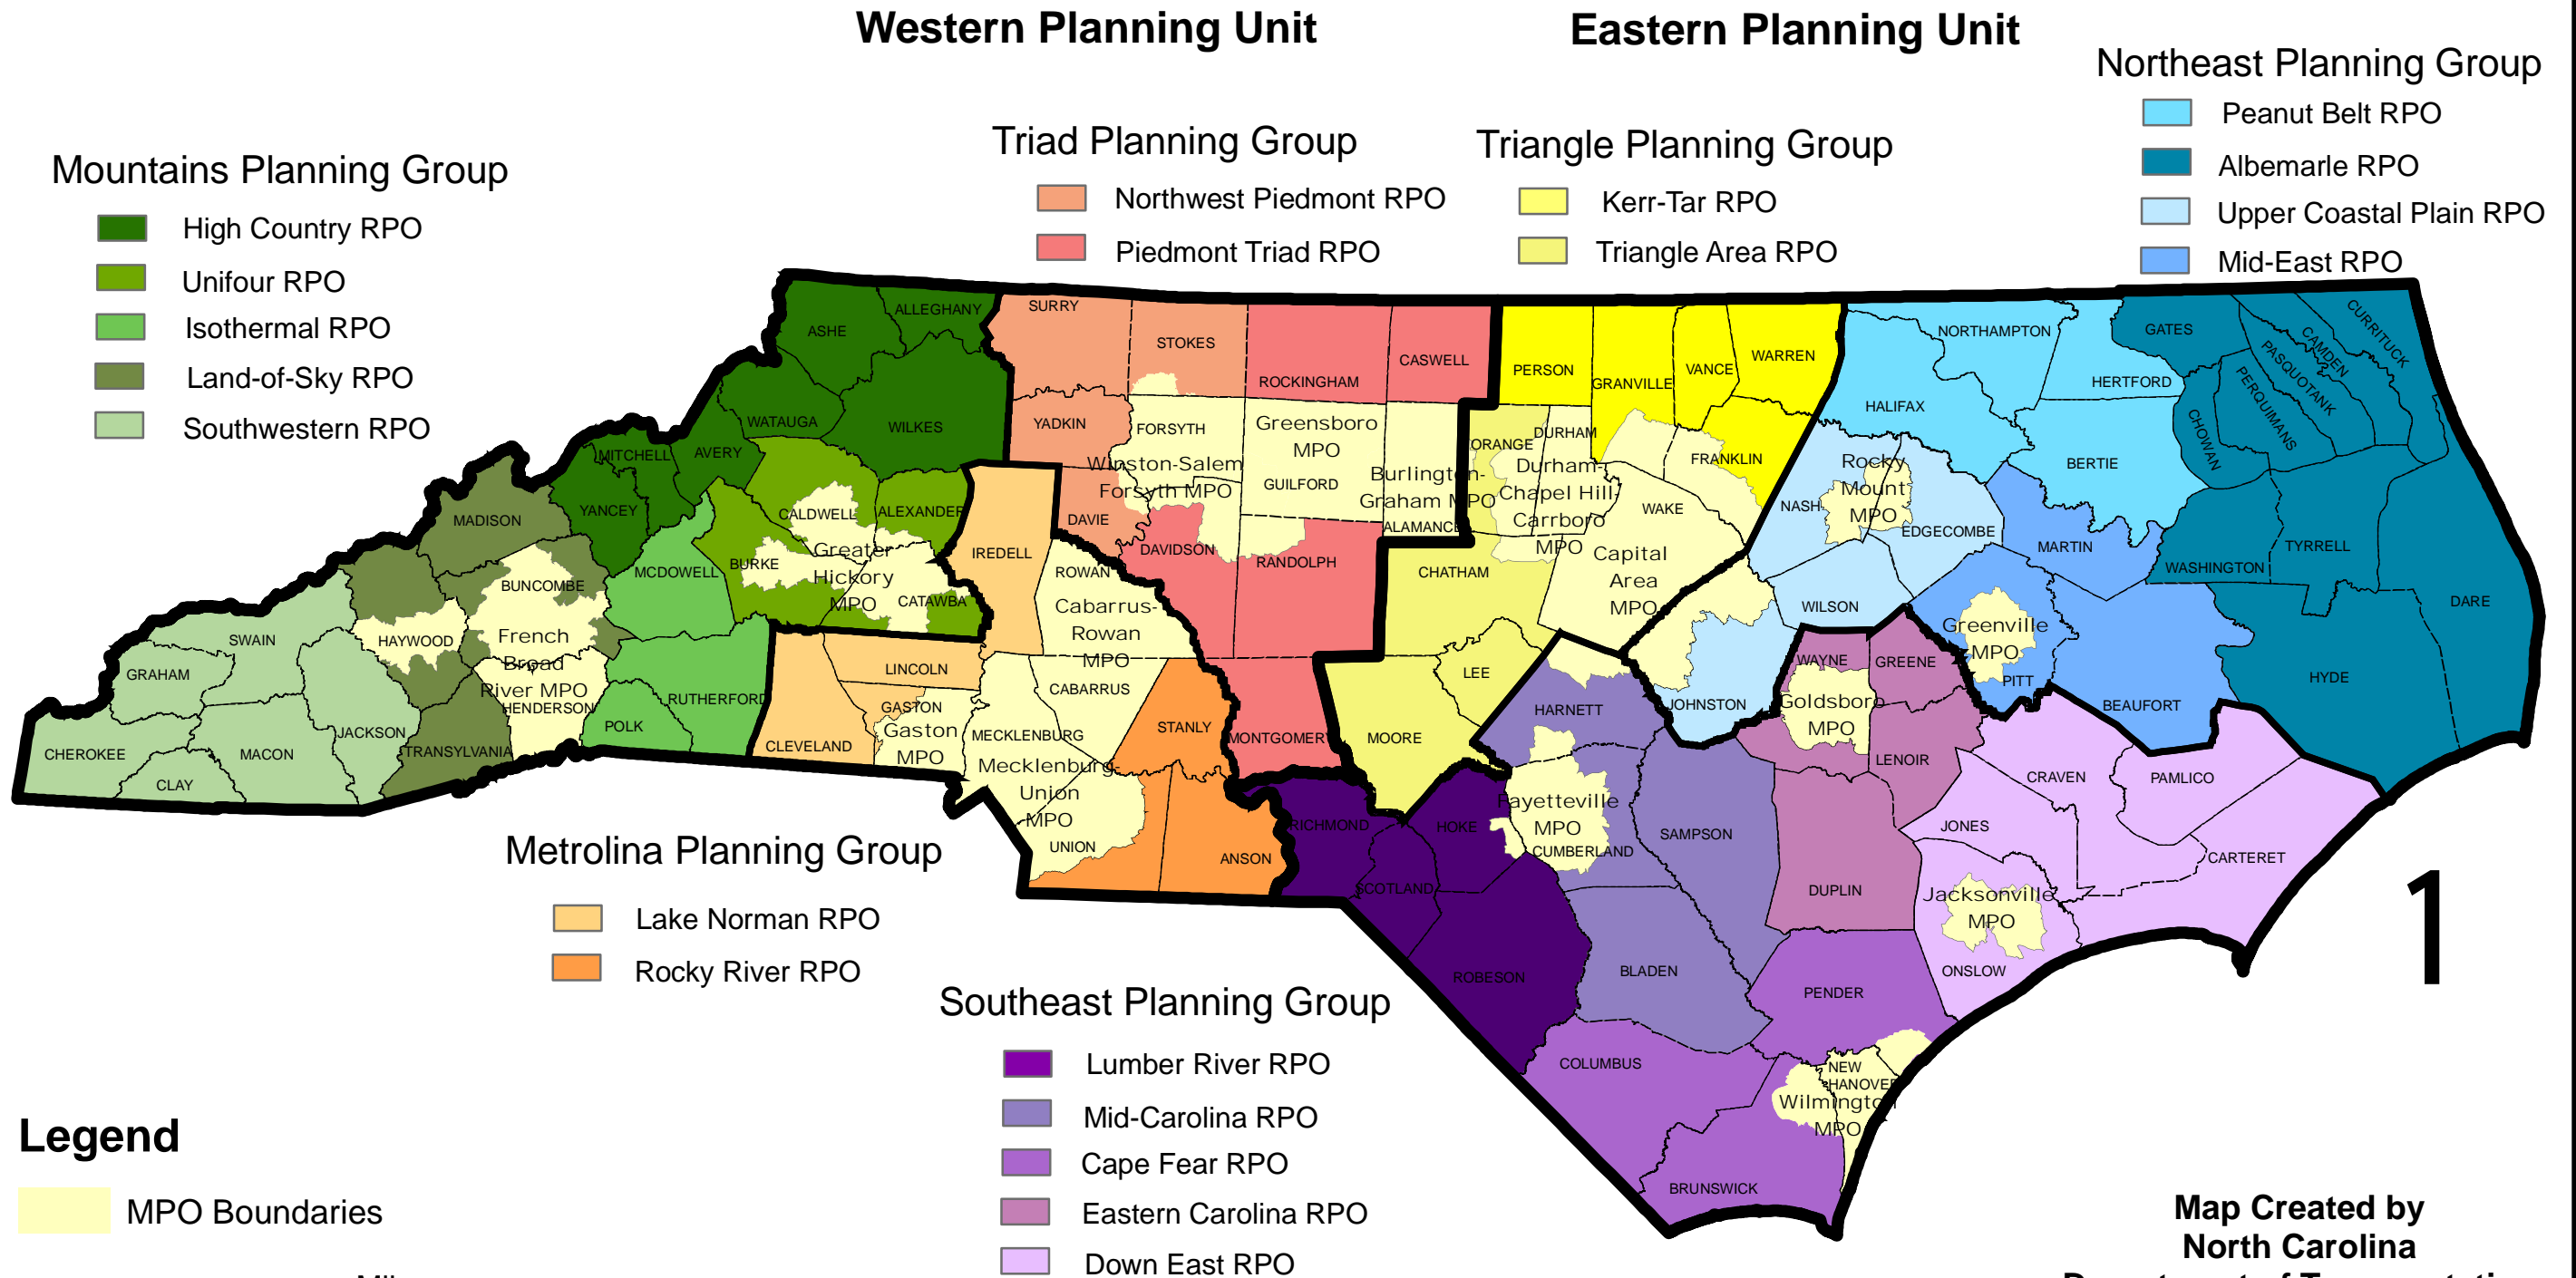 Western Planning Unit
Eastern Planning Unit
Northeast Planning Group
Peanut Belt RPO
Albemarle RPO
Upper Coastal Plain RPO
Mid-East RPO
Triad Planning Group
Northwest Piedmont RPO
Piedmont Triad RPO
Triangle Planning Group
Kerr-Tar RPO
Triangle Area RPO
Mountains Planning Group
High Country RPO
Unifour RPO
Isothermal RPO
Land-of-Sky RPO
Southwestern RPO
ASHE
ALLEGHANY
SURRY
STOKES
ROCKINGHAM
CASWELL
PERSON
GRANVILLE
VANCE
WARREN
NORTHAMPTON
GATES
CURRITUCK
CAMDEN
PASQUOTANK
PERQUIMANS
CHOWAN
HERTFORD
HALIFAX
BERTIE
WATAUGA
WILKES
YADKIN
FORSYTH
Winston-Salem
Forsyth MPO
Greensboro
MPO
GUILFORD
Burlington-
Graham MPO
ALAMANCE
ORANGE
DURHAM
Durham-
Chapel Hill-
Carrboro
MPO
FRANKLIN
WAKE
Capital
Area
MPO
NASH
Rocky
Mount
MPO
EDGECOMBE
MARTIN
WASHINGTON
TYRRELL
DARE
HYDE
MITCHELL
AVERY
YANCEY
MADISON
CALDWELL
ALEXANDER
BURKE
Greater
Hickory
MPO
CATAWBA
MCDOWELL
BUNCOMBE
HAYWOOD
French
Broad
River MPO
HENDERSON
SWAIN
GRAHAM
CHEROKEE
CLAY
MACON
JACKSON
TRANSYLVANIA
POLK
RUTHERFORD
IREDELL
DAVIE
DAVIDSON
RANDOLPH
ROWAN
Cabarrus-
Rowan
MPO
CABARRUS
LINCOLN
GASTON
Gaston
MPO
CLEVELAND
MECKLENBURG
Mecklenburg-
Union
MPO
UNION
STANLY
ANSON
MONTGOMERY
CHATHAM
LEE
MOORE
HARNETT
JOHNSTON
WILSON
WAYNE
GREENE
Goldsboro
MPO
LENOIR
Greenville
MPO
PITT
BEAUFORT
CRAVEN
PAMLICO
JONES
CARTERET
Jacksonville
MPO
ONSLOW
RICHMOND
HOKE
SCOTLAND
ROBESON
Fayetteville
MPO
CUMBERLAND
SAMPSON
DUPLIN
BLADEN
PENDER
COLUMBUS
NEW
HANOVER
Wilmington
MPO
BRUNSWICK
1
Metrolina Planning Group
Lake Norman RPO
Rocky River RPO
Southeast Planning Group
Lumber River RPO
Mid-Carolina RPO
Cape Fear RPO
Eastern Carolina RPO
Down East RPO
Legend
MPO Boundaries
Map Created by
North Carolina